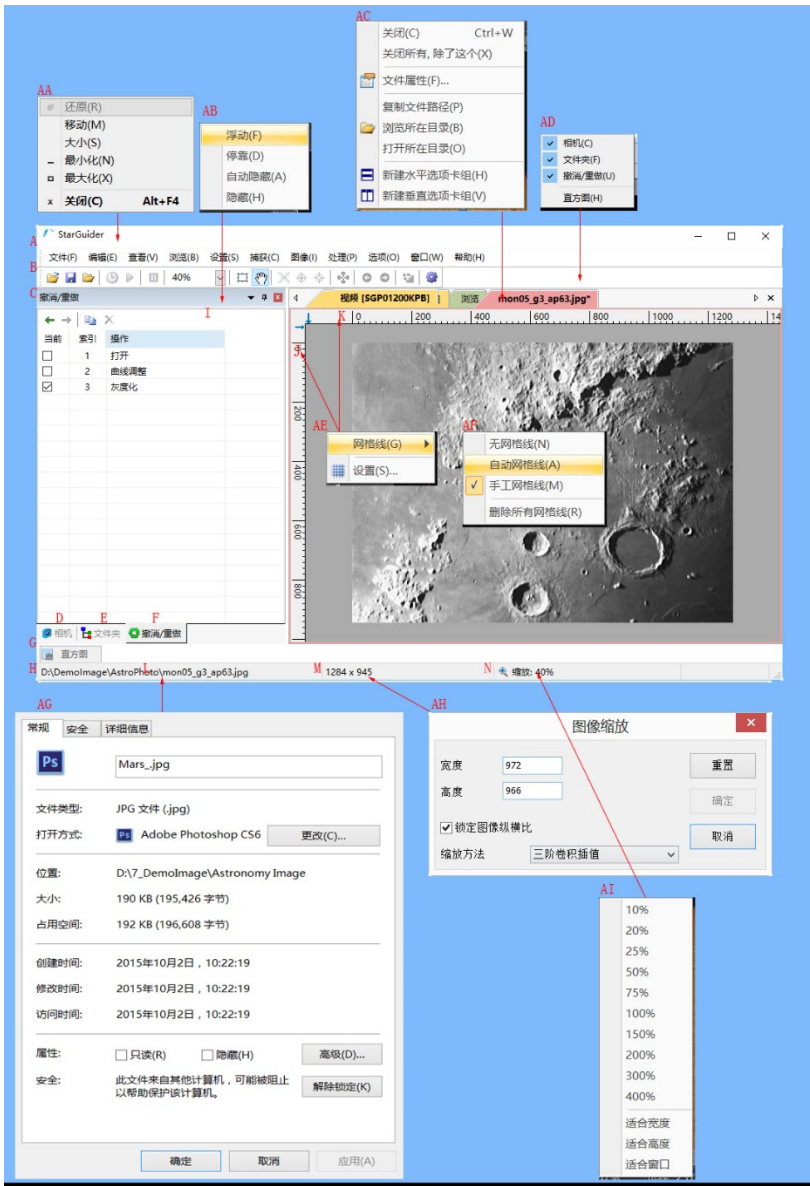 AC
关闭(C) Ctrl+W
关闭所有, 除了这个(X)
文件属性(F)...
复制文件路径(P)
浏览所在目录(B)
打开所在目录(O)
新建水平选项卡组(H)
新建垂直选项卡组(V)
AA
还原(R)
移动(M)
大小(S)
最小化(N)
最大化(X)
关闭(C) Alt+F4
AB
浮动(F)
停靠(D)
自动隐藏(A)
隐藏(H)
AD
相机(C)
文件夹(F)
撤消/重做(U)
直方图(H)
A StarGuider
文件(F) 编辑(E) 查看(V) 浏览(B) 设置(S) 捕获(C) 图像(I) 处理(P) 选项(O) 窗口(W) 帮助(H)
B 40%
C 撤消/重做
视频 [SGP01200KPB] 浏览 mon05_g3_ap63.jpg*
I
K 0 200 400 600 800 1000 1200 14
J 0
当前 索引 操作
1 打开
2 曲线调整
3 灰度化
200
400
600
800
AE
网格线(G)
设置(S)...
AF
无网格线(N)
自动网格线(A)
手工网格线(M)
删除所有网格线(R)
D E F
相机 文件夹 撤消/重做
G 直方图
H D:\DemoImage\AstroPhoto\mon05_g3_ap63.jpg L M 1284 x 945 N 缩放: 40%
AG
常规 安全 详细信息
Ps Mars_.jpg
文件类型: JPG 文件 (.jpg)
打开方式: Ps Adobe Photoshop CS6 更改(C)...
位置: D:\7_DemoImage\Astronomy Image
大小: 190 KB (195,426 字节)
占用空间: 192 KB (196,608 字节)
创建时间: 2015年10月2日，10:22:19
修改时间: 2015年10月2日，10:22:19
访问时间: 2015年10月2日，10:22:19
属性: 只读(R) 隐藏(H) 高级(D)...
安全: 此文件来自其他计算机，可能被阻止
以帮助保护该计算机。 解除锁定(K)
确定 取消 应用(A)
AH
图像缩放
宽度 972 重置
高度 966 确定
锁定图像纵横比 取消
缩放方法 三阶卷积插值
AI
10%
20%
25%
50%
75%
100%
150%
200%
300%
400%
适合宽度
适合高度
适合窗口